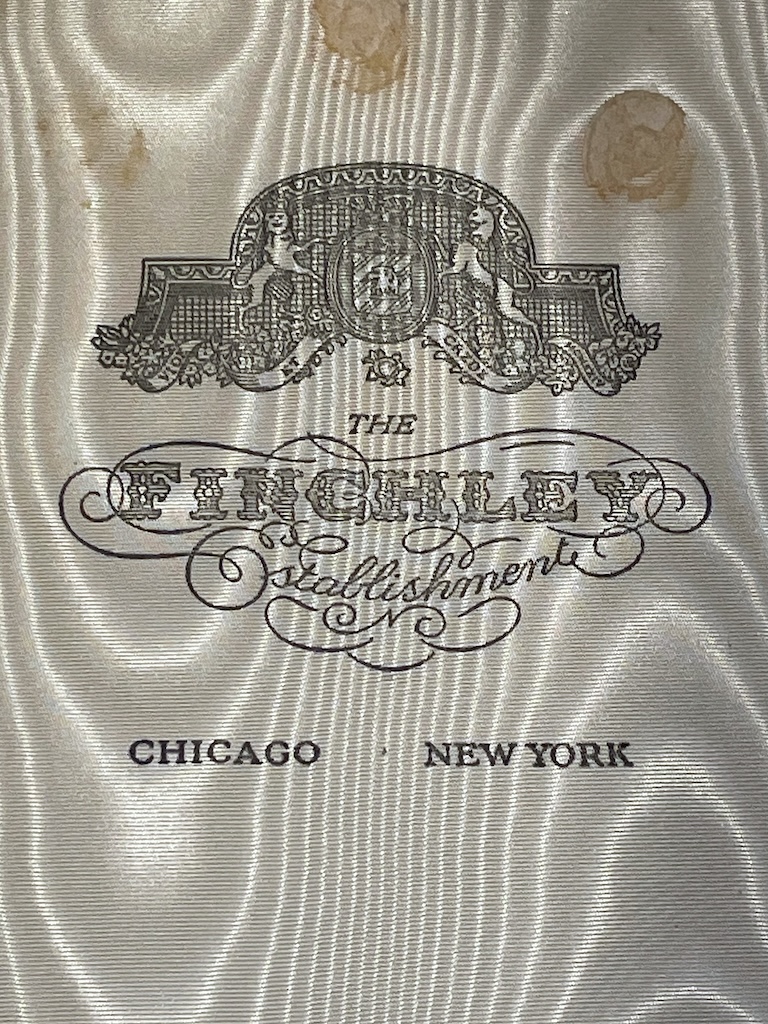 THE
FINCHLEY
Establishment
CHICAGO · NEW YORK